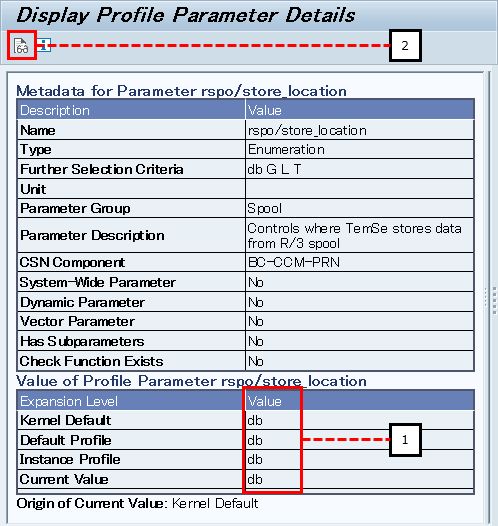 Display Profile Parameter Details
2
Metadata for Parameter rspo/store_location
Description Value
Name rspo/store_location
Type Enumeration
Further Selection Criteria db G L T
Unit
Parameter Group Spool
Parameter Description Controls where TemSe stores data
from R/3 spool
CSN Component BC-CCM-PRN
System-Wide Parameter No
Dynamic Parameter No
Vector Parameter No
Has Subparameters No
Check Function Exists No
Value of Profile Parameter rspo/store_location
Expansion Level Value
Kernel Default db
Default Profile db
1
Instance Profile db
Current Value db
Origin of Current Value: Kernel Default